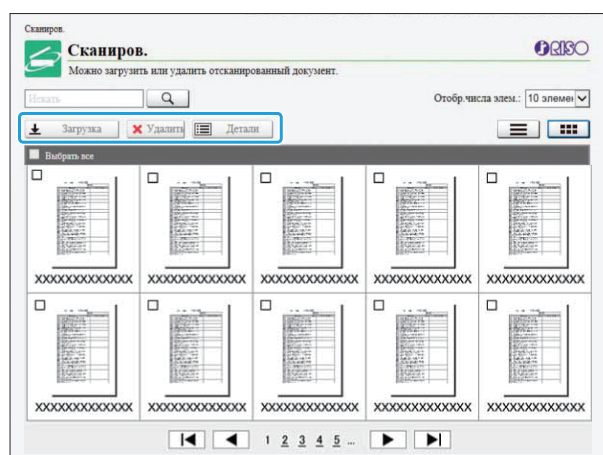 Сканиров.
Сканиров.
RISO
Можно загрузить или удалить отсканированный документ.
Искать
Отобр.числа элем.: 10 элемен
Загрузка Удалить Детали
Выбрать все
XXXXXXXXXXXXX XXXXXXXXXXXXX XXXXXXXXXXXXX XXXXXXXXXXXXX XXXXXXXXXXXXX
XXXXXXXXXXXXX XXXXXXXXXXXXX XXXXXXXXXXXXX XXXXXXXXXXXXX XXXXXXXXXXXXX
1 2 3 4 5 ...